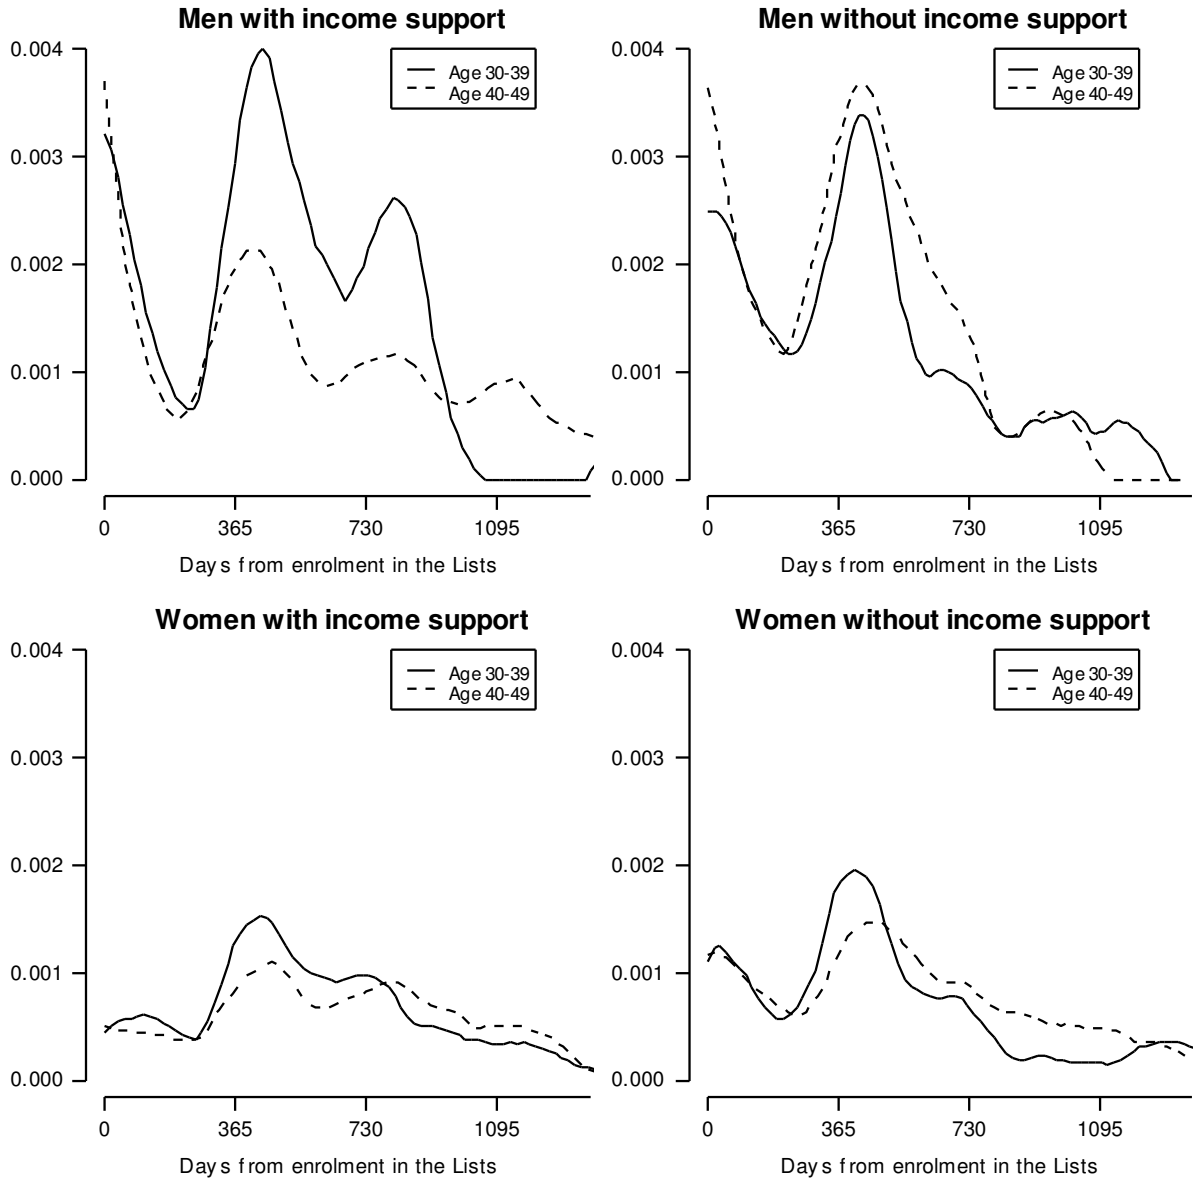 Men with income support
0.004
0.003
0.002
0.001
0.000
Age 30-39
Age 40-49
0 365 730 1095
Days from enrolment in the Lists
Men without income support
0.004
0.003
0.002
0.001
0.000
Age 30-39
Age 40-49
0 365 730 1095
Days from enrolment in the Lists
Women with income support
0.004
0.003
0.002
0.001
0.000
Age 30-39
Age 40-49
0 365 730 1095
Days from enrolment in the Lists
Women without income support
0.004
0.003
0.002
0.001
0.000
Age 30-39
Age 40-49
0 365 730 1095
Days from enrolment in the Lists